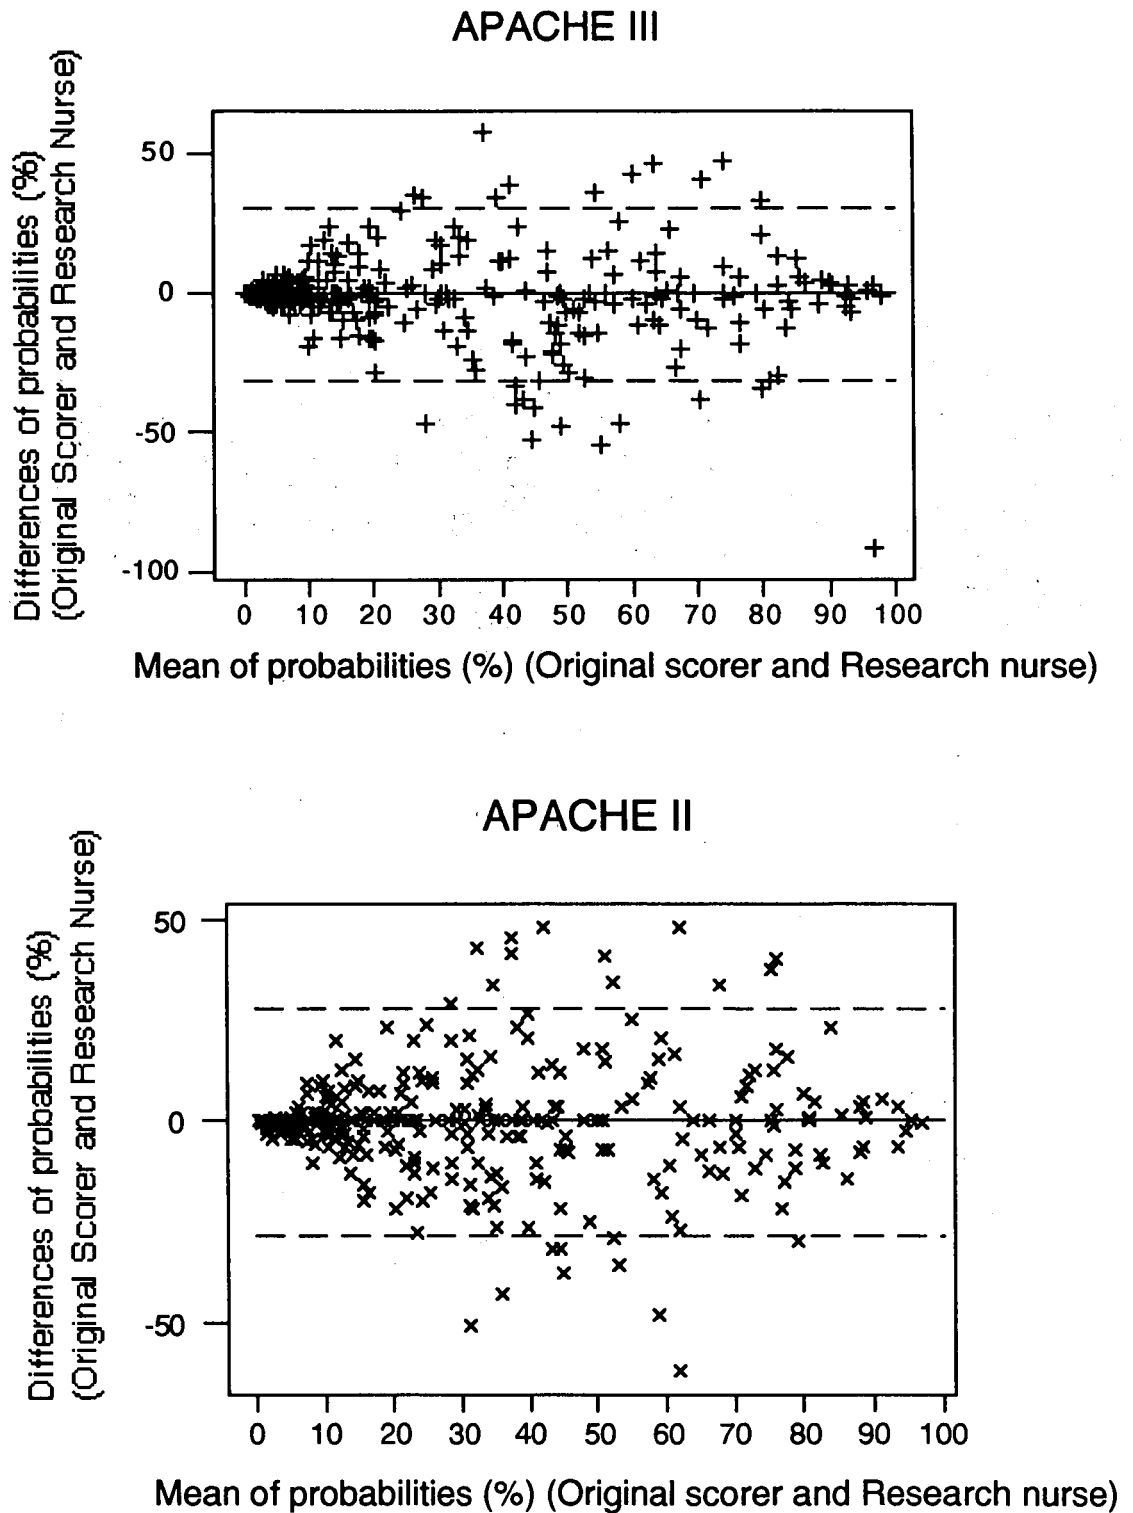 APACHE III
Differences of probabilities (%)
(Original Scorer and Research Nurse)
50
0
-50
-100
0 10 20 30 40 50 60 70 80 90 100
Mean of probabilities (%) (Original scorer and Research nurse)
APACHE II
Differences of probabilities (%)
(Original Scorer and Research Nurse)
50
0
-50
0 10 20 30 40 50 60 70 80 90 100
Mean of probabilities (%) (Original scorer and Research nurse)